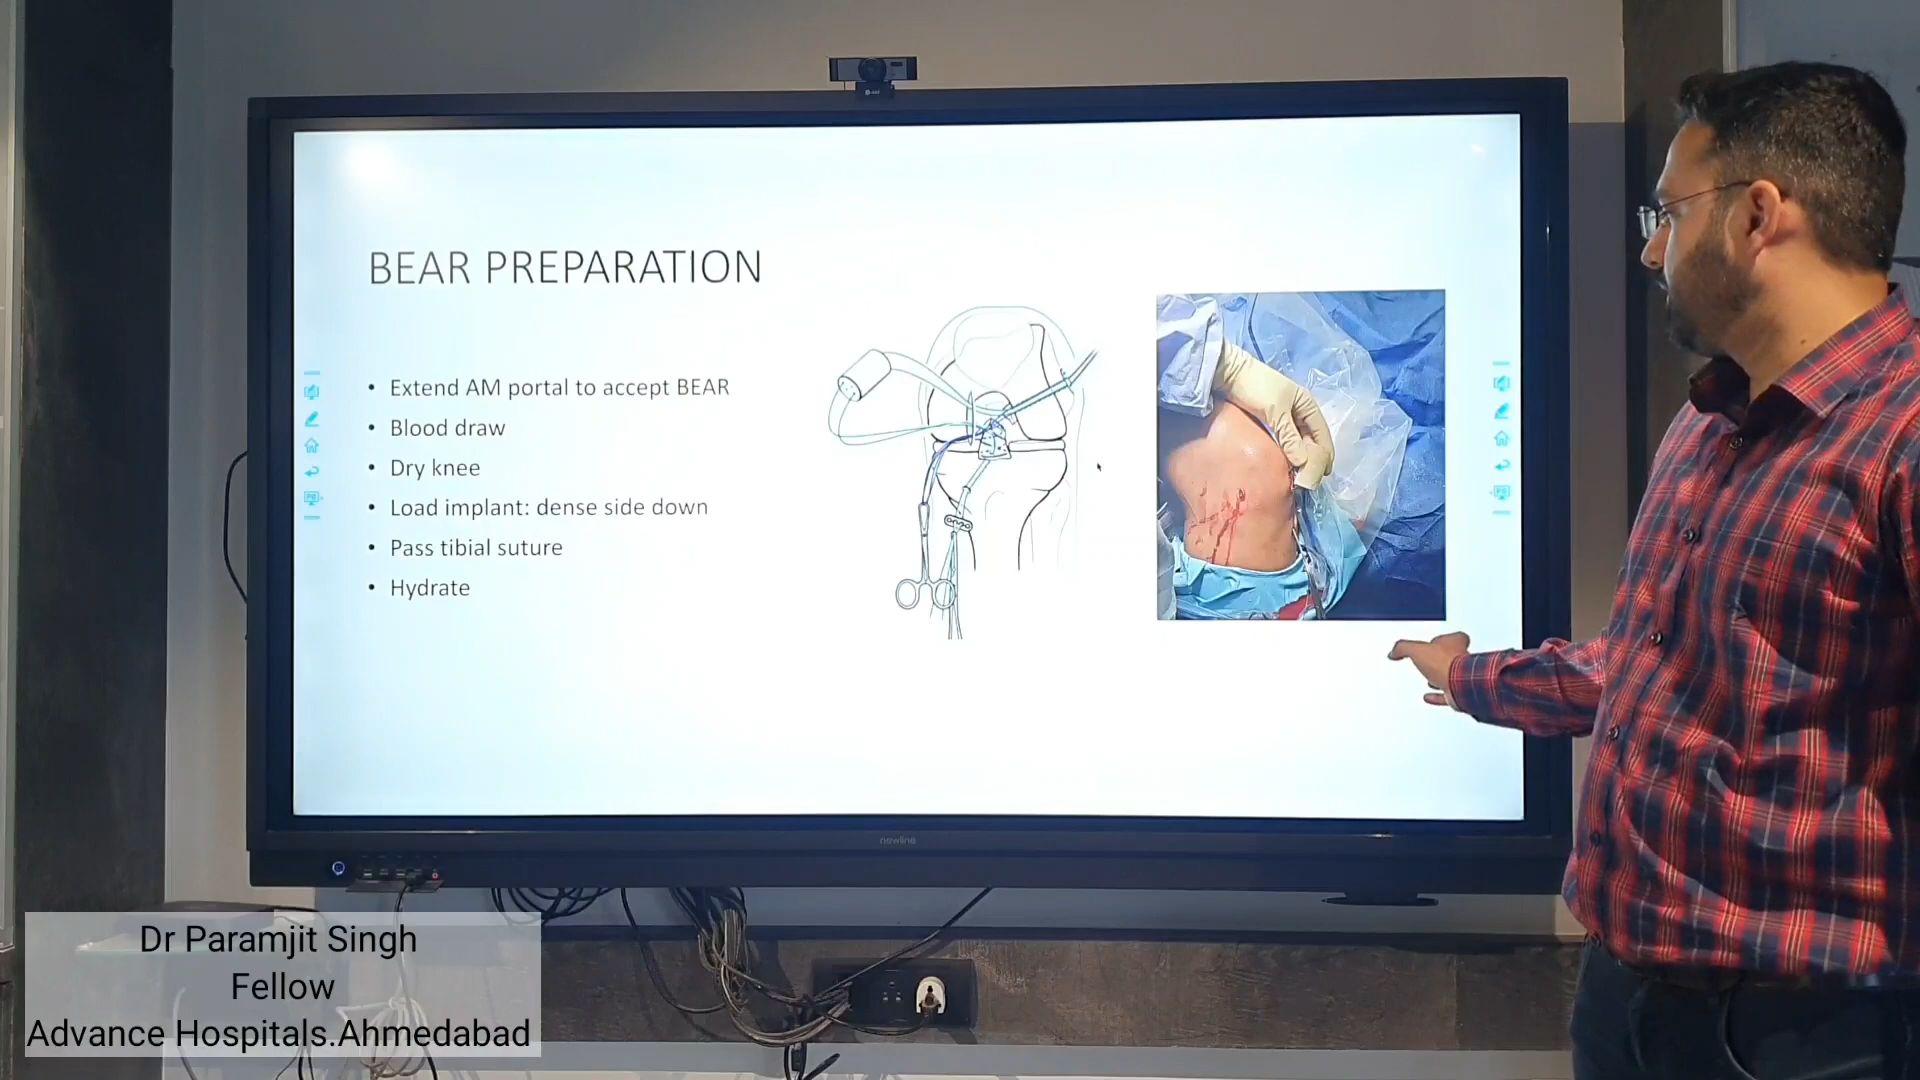 BEAR PREPARATION
• Extend AM portal to accept BEAR
• Blood draw
• Dry knee
• Load implant: dense side down
• Pass tibial suture
• Hydrate
newline
Dr Paramjit Singh
Fellow
Advance Hospitals.Ahmedabad